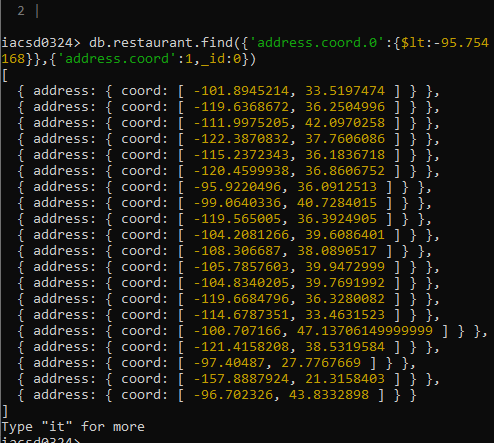 2 |
iacsd0324> db.restaurant.find({'address.coord.0':{$lt:-95.754
168}},{'address.coord':1,_id:0})
[
  { address: { coord: [ -101.8945214, 33.5197474 ] } },
  { address: { coord: [ -119.6368672, 36.2504996 ] } },
  { address: { coord: [ -111.9975205, 42.0970258 ] } },
  { address: { coord: [ -122.3870832, 37.7606086 ] } },
  { address: { coord: [ -115.2372343, 36.1836718 ] } },
  { address: { coord: [ -120.4599938, 36.8606752 ] } },
  { address: { coord: [ -95.9220496, 36.0912513 ] } },
  { address: { coord: [ -99.0640336, 40.7284015 ] } },
  { address: { coord: [ -119.565005, 36.3924905 ] } },
  { address: { coord: [ -104.2081266, 39.6086401 ] } },
  { address: { coord: [ -108.306687, 38.0890517 ] } },
  { address: { coord: [ -105.7857603, 39.9472999 ] } },
  { address: { coord: [ -104.8340205, 39.7691992 ] } },
  { address: { coord: [ -119.6684796, 36.3280082 ] } },
  { address: { coord: [ -114.6787351, 33.4631523 ] } },
  { address: { coord: [ -100.707166, 47.13706149999999 ] } },
  { address: { coord: [ -121.4158208, 38.5319584 ] } },
  { address: { coord: [ -97.40487, 27.7767669 ] } },
  { address: { coord: [ -157.8887924, 21.3158403 ] } },
  { address: { coord: [ -96.702326, 43.8332898 ] } }
]
Type "it" for more
iacsd0324>